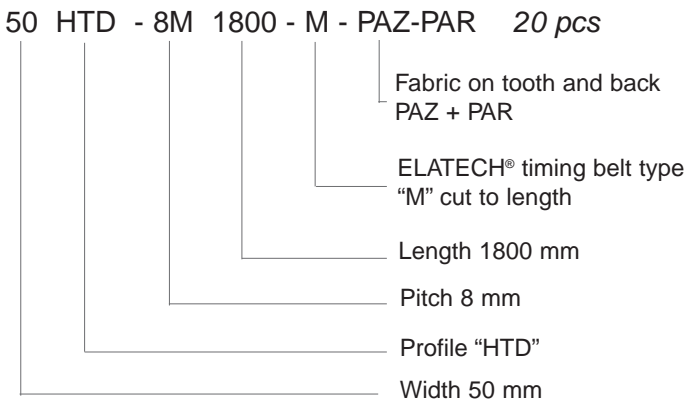 50 HTD - 8M 1800 - M - PAZ-PAR 20 pcs
Fabric on tooth and back
PAZ + PAR
ELATECH® timing belt type
“M” cut to length
Length 1800 mm
Pitch 8 mm
Profile “HTD”
Width 50 mm